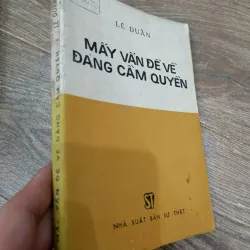 LÊ DUẨN
MẤY VẤN ĐỀ VỀ
ĐẢNG CẦM QUYỀN
ST
NHÀ XUẤT BẢN SỰ THẬT